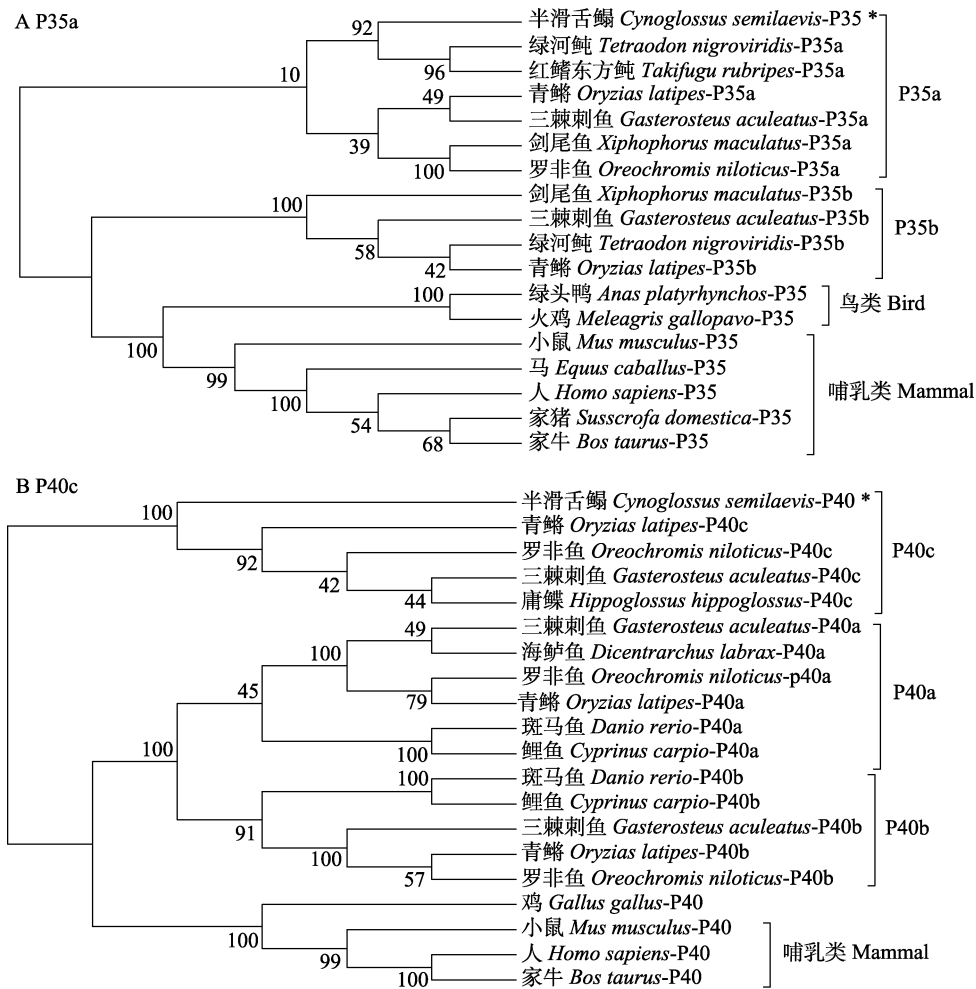 A P35a
92
半滑舌鳎 Cynoglossus semilaevis-P35 *
绿河鲀 Tetraodon nigroviridis-P35a
10
96
红鳍东方鲀 Takifugu rubripes-P35a
49
青鳉 Oryzias latipes-P35a
P35a
三棘刺鱼 Gasterosteus aculeatus-P35a
39
剑尾鱼 Xiphophorus maculatus-P35a
100
罗非鱼 Oreochromis niloticus-P35a
100
剑尾鱼 Xiphophorus maculatus-P35b
三棘刺鱼 Gasterosteus aculeatus-P35b
P35b
58
绿河鲀 Tetraodon nigroviridis-P35b
42
青鳉 Oryzias latipes-P35b
100
绿头鸭 Anas platyrhynchos-P35
鸟类 Bird
火鸡 Meleagris gallopavo-P35
100
小鼠 Mus musculus-P35
99
马 Equus caballus-P35
100
人 Homo sapiens-P35
哺乳类 Mammal
54
家猪 Susscrofa domestica-P35
68
家牛 Bos taurus-P35
B P40c
100
半滑舌鳎 Cynoglossus semilaevis-P40 *
青鳉 Oryzias latipes-P40c
92
罗非鱼 Oreochromis niloticus-P40c
P40c
42
三棘刺鱼 Gasterosteus aculeatus-P40c
44
庸鲽 Hippoglossus hippoglossus-P40c
49
三棘刺鱼 Gasterosteus aculeatus-P40a
100
海鲈鱼 Dicentrarchus labrax-P40a
45
罗非鱼 Oreochromis niloticus-p40a
P40a
79
青鳉 Oryzias latipes-P40a
斑马鱼 Danio rerio-P40a
100
100
鲤鱼 Cyprinus carpio-P40a
100
斑马鱼 Danio rerio-P40b
鲤鱼 Cyprinus carpio-P40b
91
三棘刺鱼 Gasterosteus aculeatus-P40b
P40b
100
青鳉 Oryzias latipes-P40b
57
罗非鱼 Oreochromis niloticus-P40b
鸡 Gallus gallus-P40
100
小鼠 Mus musculus-P40
99
人 Homo sapiens-P40
哺乳类 Mammal
100
家牛 Bos taurus-P40